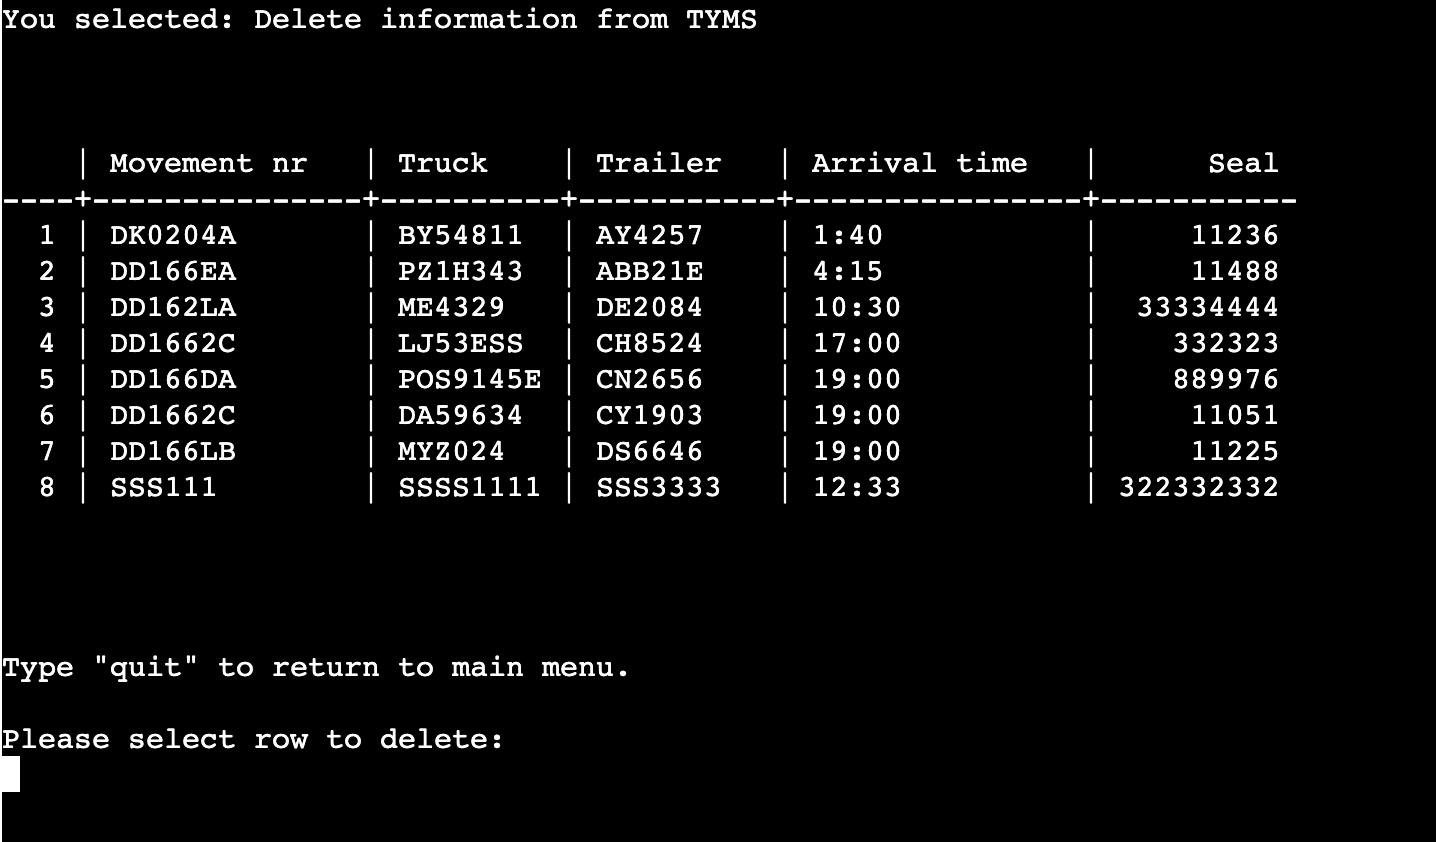 You selected: Delete information from TYMS
    | Movement nr   | Truck    | Trailer   | Arrival time   |      Seal
----+---------------+----------+-----------+----------------+-----------
  1 | DK0204A       | BY54811  | AY4257    | 1:40           |     11236
  2 | DD166EA       | PZ1H343  | ABB21E    | 4:15           |     11488
  3 | DD162LA       | ME4329   | DE2084    | 10:30          |  33334444
  4 | DD1662C       | LJ53ESS  | CH8524    | 17:00          |    332323
  5 | DD166DA       | POS9145E | CN2656    | 19:00          |    889976
  6 | DD1662C       | DA59634  | CY1903    | 19:00          |     11051
  7 | DD166LB       | MYZ024   | DS6646    | 19:00          |     11225
  8 | SSS111        | SSSS1111 | SSS3333   | 12:33          | 322332332
Type "quit" to return to main menu.
Please select row to delete: